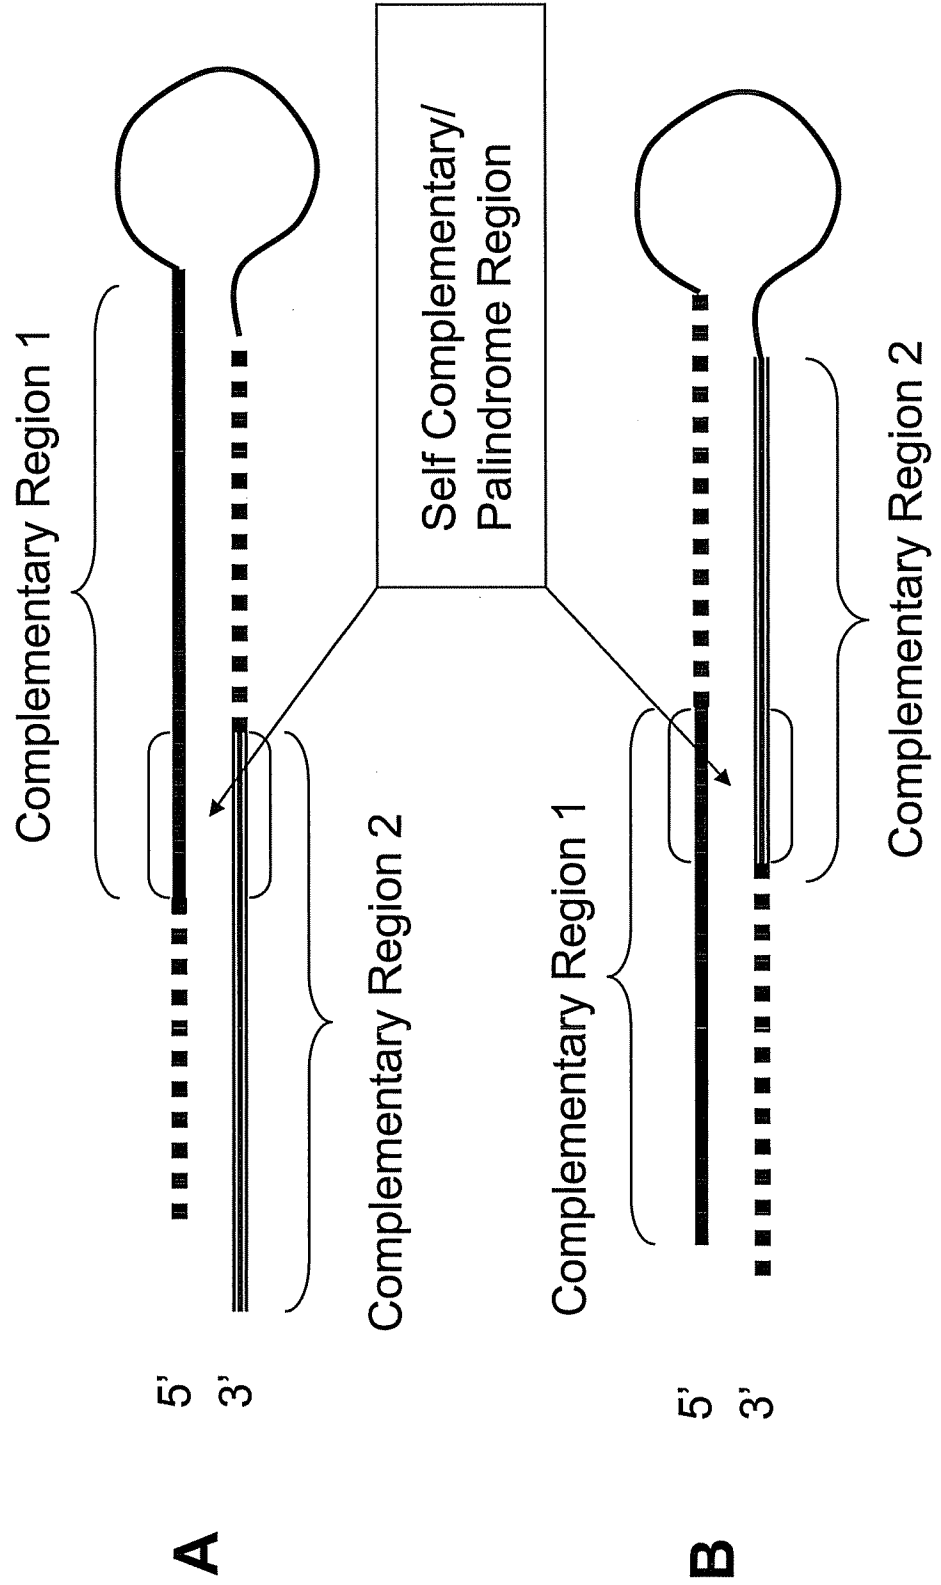 A
5'
3'
Complementary Region 1
Complementary Region 2
Self Complementary/
Palindrome Region
B
5'
3'
Complementary Region 1
Complementary Region 2